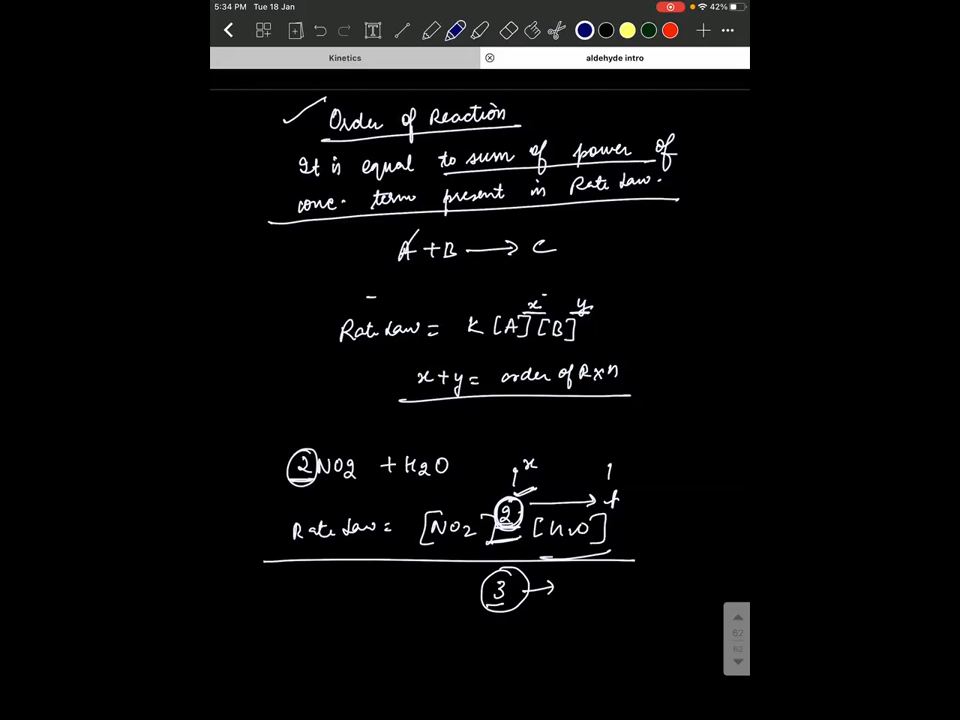 5:34 PM Tue 18 Jan 42%
T
Kinetics aldehyde intro
Order of Reaction
It is equal to sum of power of
conc. term present in Rate Law.
A + B → C
Rate Law = K [A]ˣ [B]ʸ
x + y = order of Rxn
2NO2 + H2O
x 1
Rate Law = [NO2]² [H2O]
3 →
62
62